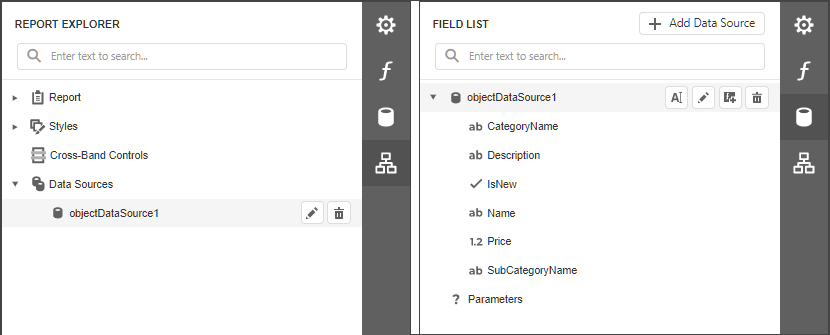 REPORT EXPLORER
Enter text to search...
Report
Styles
Cross-Band Controls
Data Sources
objectDataSource1
FIELD LIST
Add Data Source
Enter text to search...
objectDataSource1
ab CategoryName
ab Description
IsNew
ab Name
1.2 Price
ab SubCategoryName
? Parameters